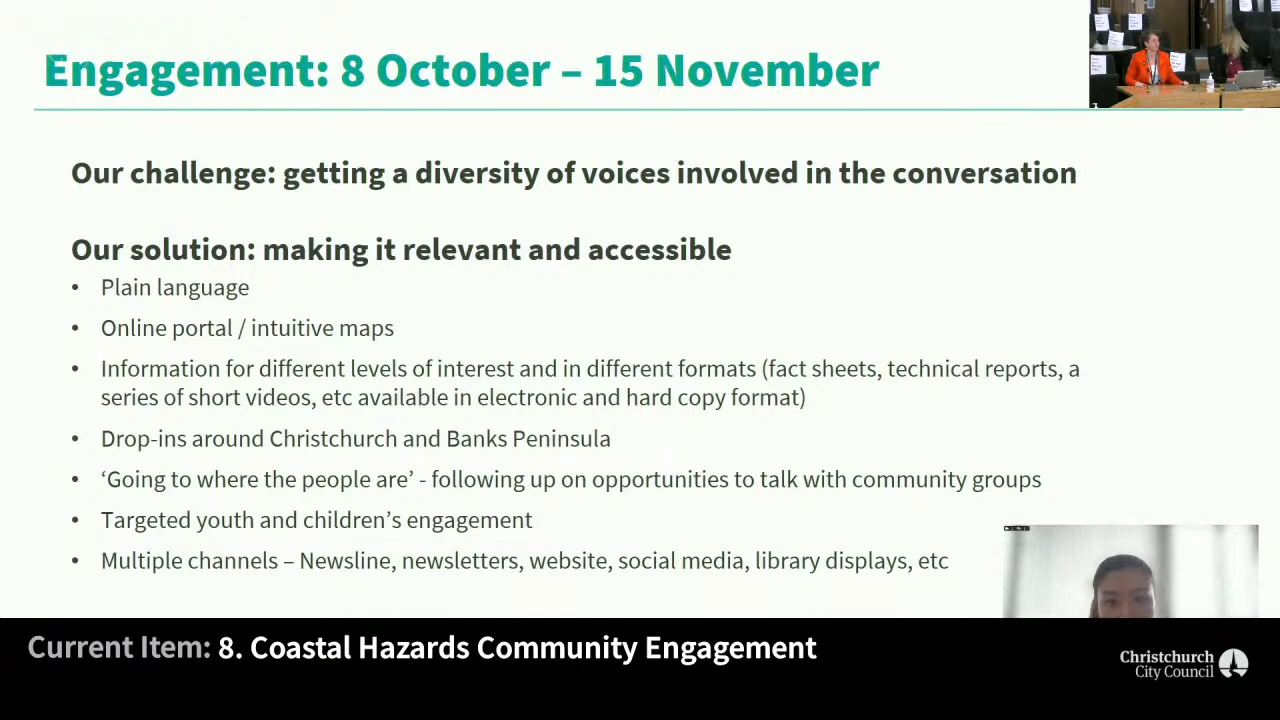 Engagement: 8 October – 15 November
Our challenge: getting a diversity of voices involved in the conversation
Our solution: making it relevant and accessible
• Plain language
• Online portal / intuitive maps
• Information for different levels of interest and in different formats (fact sheets, technical reports, a
series of short videos, etc available in electronic and hard copy format)
• Drop-ins around Christchurch and Banks Peninsula
• ‘Going to where the people are’ - following up on opportunities to talk with community groups
• Targeted youth and children’s engagement
• Multiple channels – Newsline, newsletters, website, social media, library displays, etc
Current Item: 8. Coastal Hazards Community Engagement
Christchurch
City Council